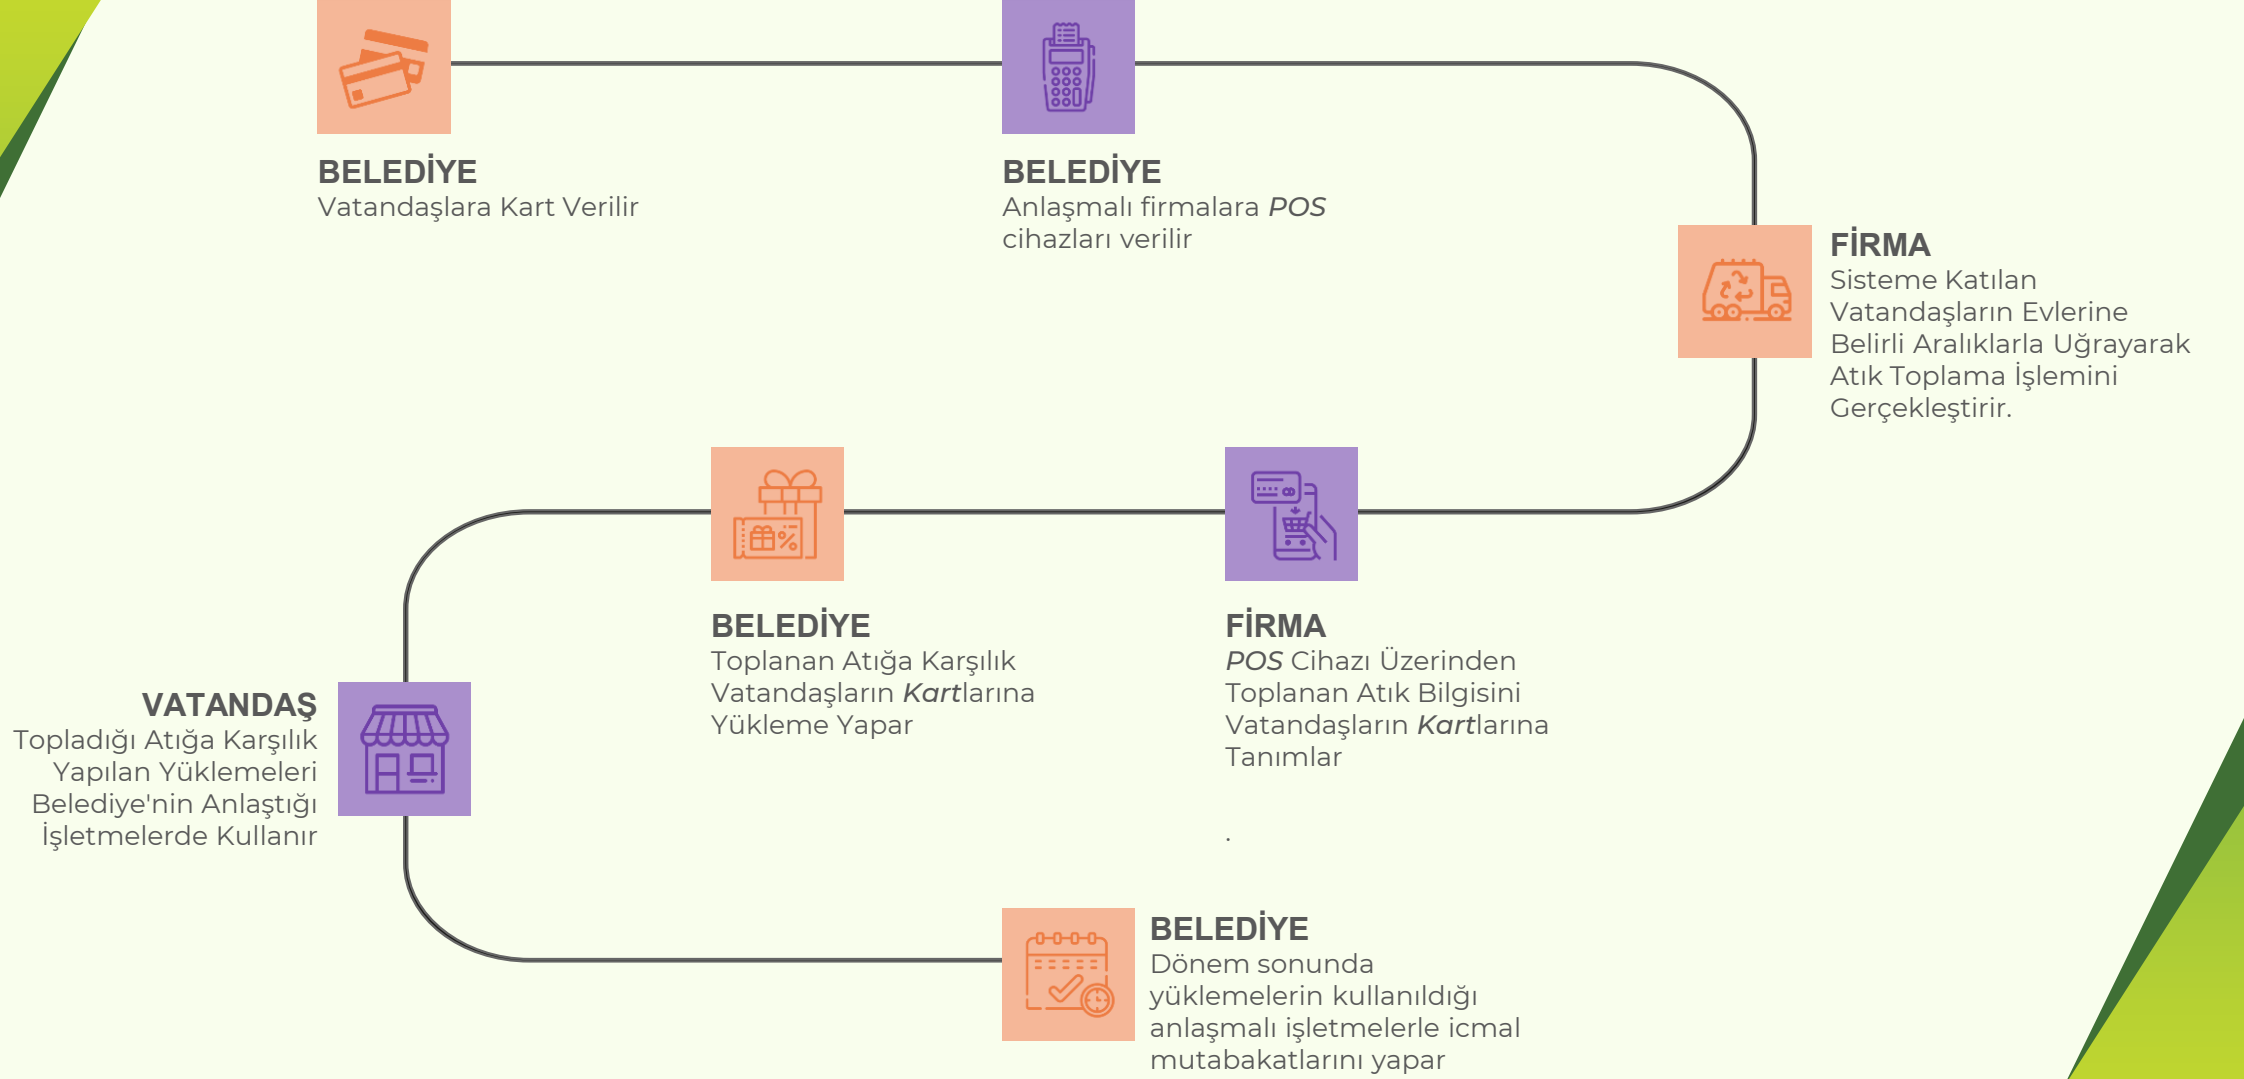 BELEDİYE
Vatandaşlara Kart Verilir
BELEDİYE
Anlaşmalı firmalara POS
cihazları verilir
FİRMA
Sisteme Katılan
Vatandaşların Evlerine
Belirli Aralıklarla Uğrayarak
Atık Toplama İşlemini
Gerçekleştirir.
FİRMA
POS Cihazı Üzerinden
Toplanan Atık Bilgisini
Vatandaşların Kartlarına
Tanımlar
.
BELEDİYE
Toplanan Atığa Karşılık
Vatandaşların Kartlarına
Yükleme Yapar
VATANDAŞ
Topladığı Atığa Karşılık
Yapılan Yüklemeleri
Belediye'nin Anlaştığı
İşletmelerde Kullanır
BELEDİYE
Dönem sonunda
yüklemelerin kullanıldığı
anlaşmalı işletmelerle icmal
mutabakatlarını yapar